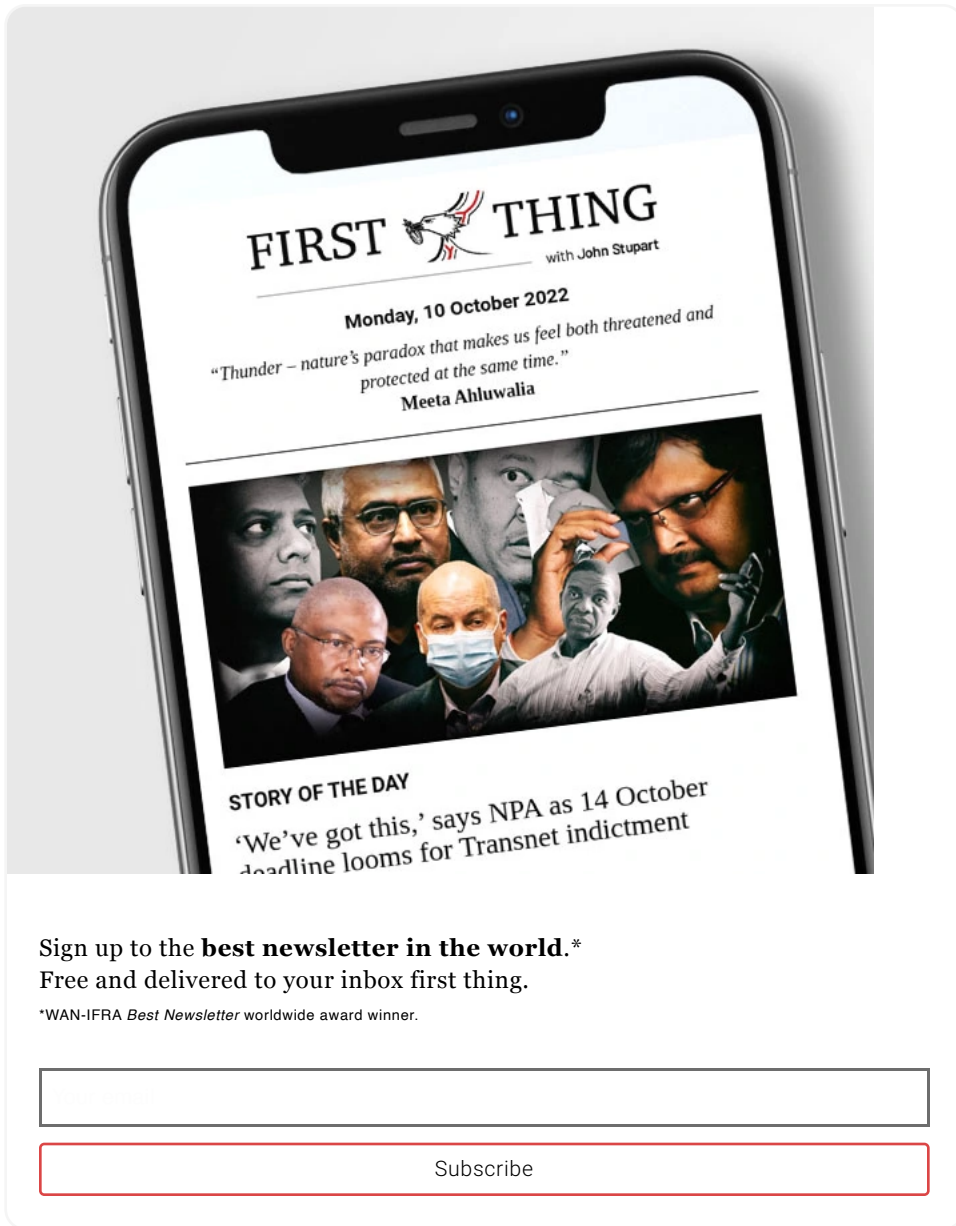 FIRST THING
with John Stupart
Monday, 10 October 2022
“Thunder – nature’s paradox that makes us feel both threatened and
protected at the same time.”
Meeta Ahluwalia
STORY OF THE DAY
‘We’ve got this,’ says NPA as 14 October
deadline looms for Transnet indictment
Sign up to the best newsletter in the world.*
Free and delivered to your inbox first thing.
*WAN-IFRA Best Newsletter worldwide award winner.
Subscribe